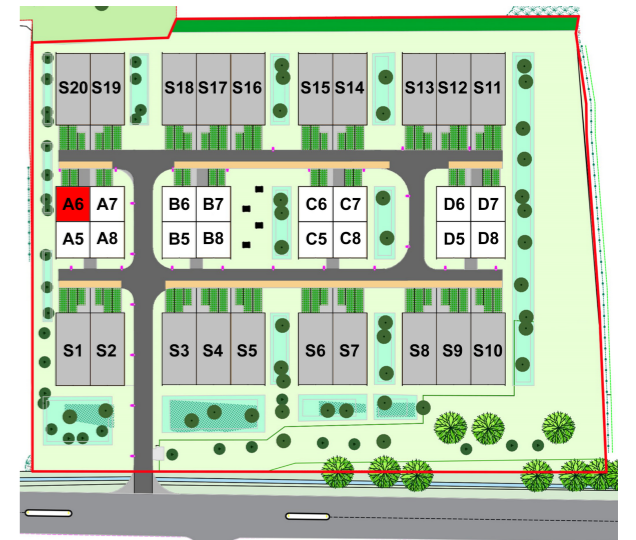 S20 S19 S18 S17 S16 S15 S14 S13 S12 S11
A6 A7 B6 B7 C6 C7 D6 D7
A5 A8 B5 B8 C5 C8 D5 D8
S1 S2 S3 S4 S5 S6 S7 S8 S9 S10